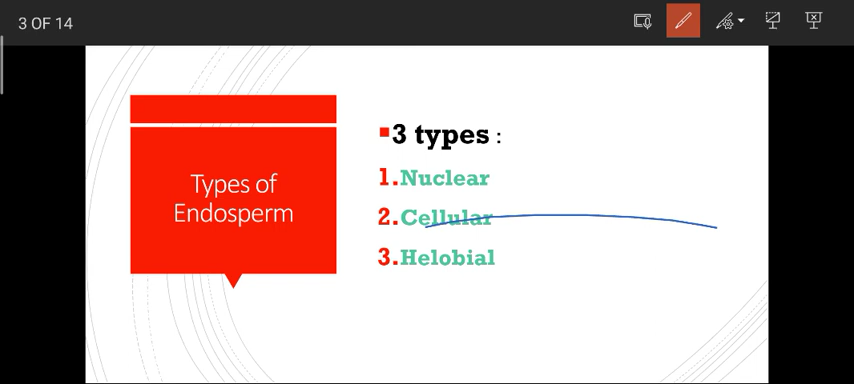 3 OF 14
Types of
Endosperm
3 types :
1.Nuclear
2.Cellular
3.Helobial